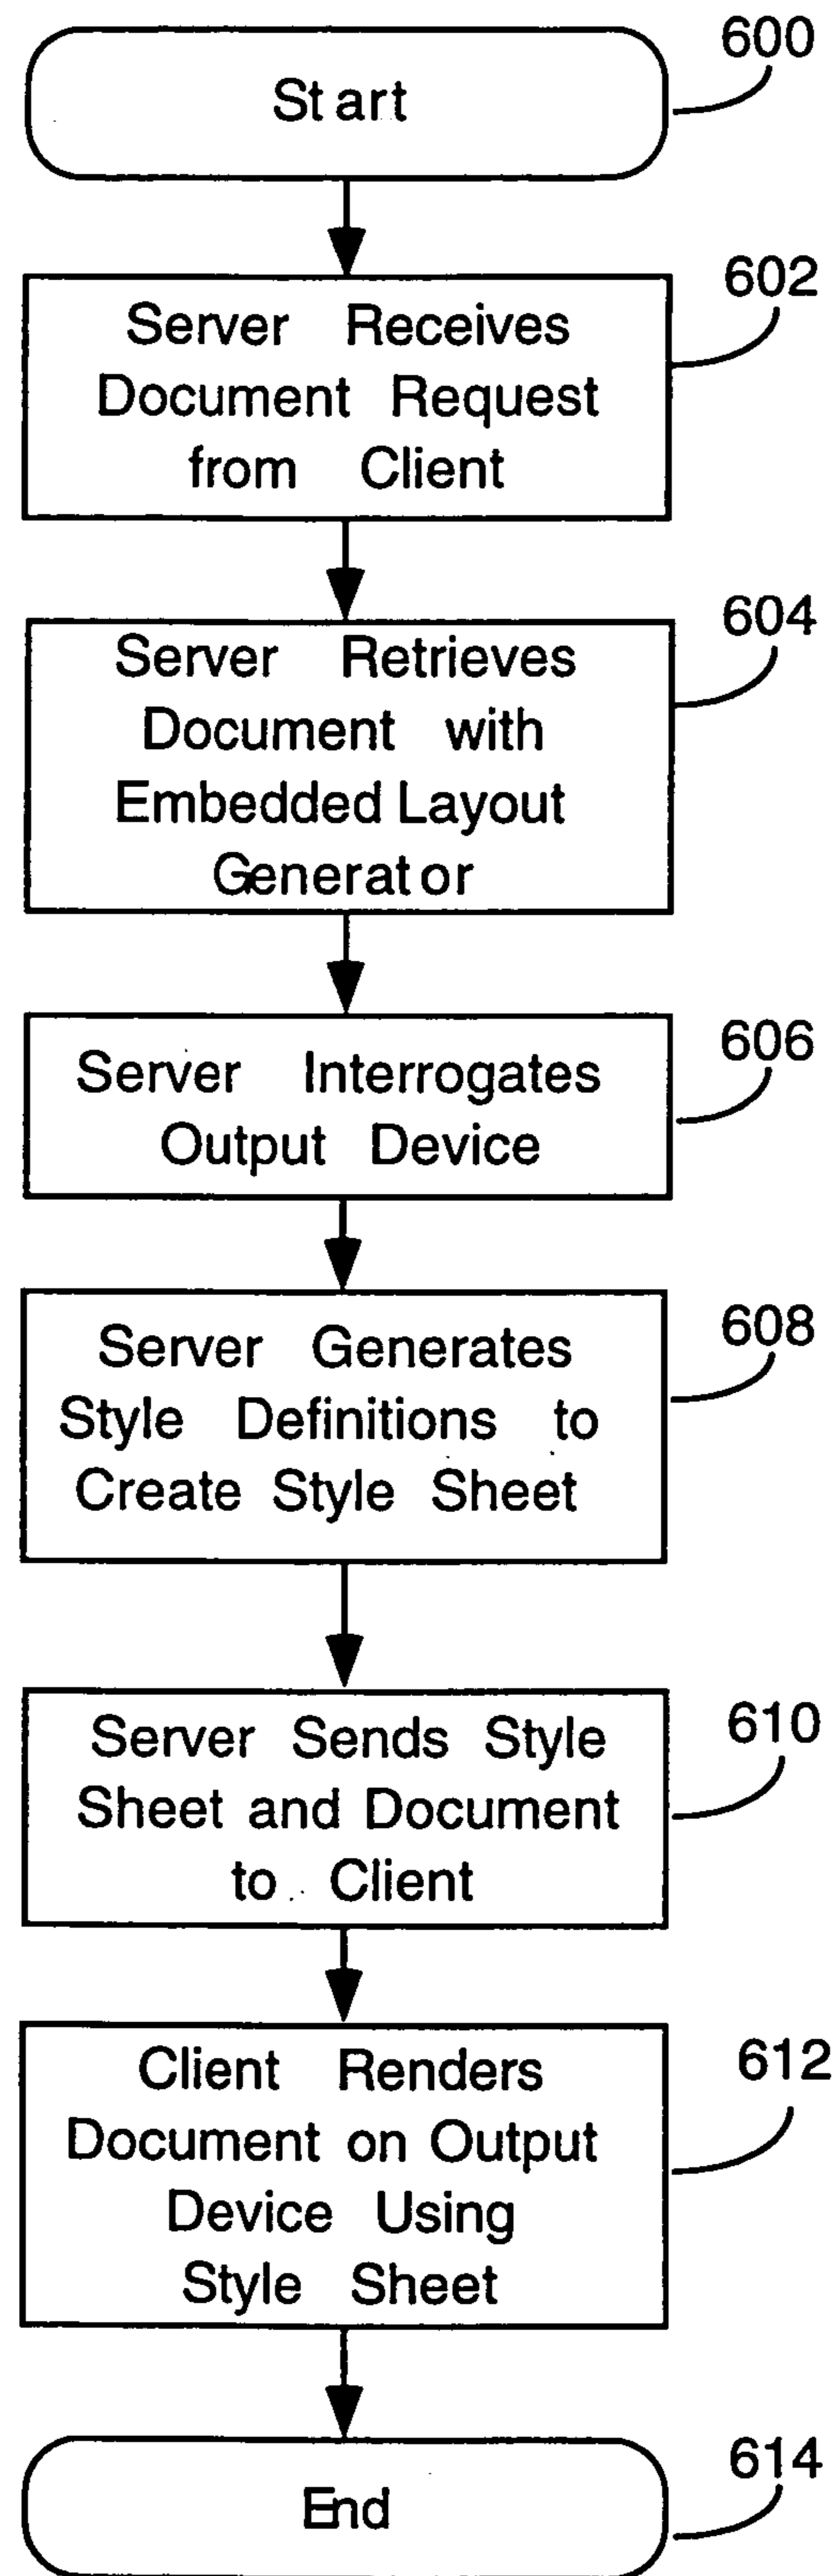 600
Start
602
Server Receives
Document Request
from Client
604
Server Retrieves
Document with
Embedded Layout
Generator
606
Server Interrogates
Output Device
608
Server Generates
Style Definitions to
Create Style Sheet
610
Server Sends Style
Sheet and Document
to Client
612
Client Renders
Document on Output
Device Using
Style Sheet
614
End